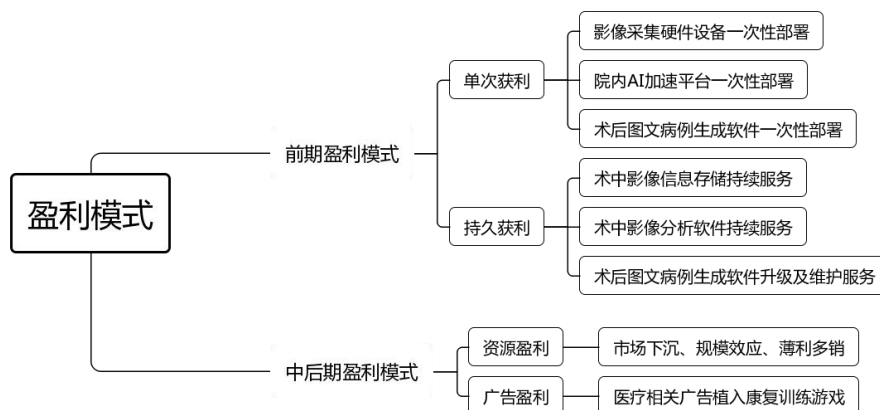 盈利模式
前期盈利模式
单次获利
影像采集硬件设备一次性部署
院内AI加速平台一次性部署
术后图文病例生成软件一次性部署
持久获利
术中影像信息存储持续服务
术中影像分析软件持续服务
术后图文病例生成软件升级及维护服务
中后期盈利模式
资源盈利
市场下沉、规模效应、薄利多销
广告盈利
医疗相关广告植入康复训练游戏